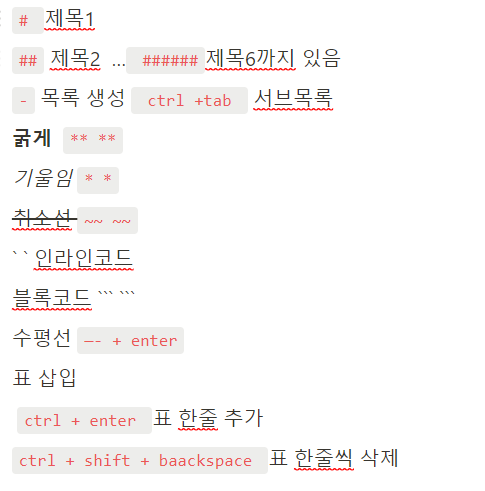 # 제목1
## 제목2 ... ###### 제목6까지 있음
- 목록 생성 ctrl +tab 서브목록
굵게 ** **
기울임 * *
취소선 ~~ ~~
` ` 인라인코드
블록코드 ``` ```
수평선 —- + enter
표 삽입
ctrl + enter 표 한줄 추가
ctrl + shift + baackspace 표 한줄씩 삭제